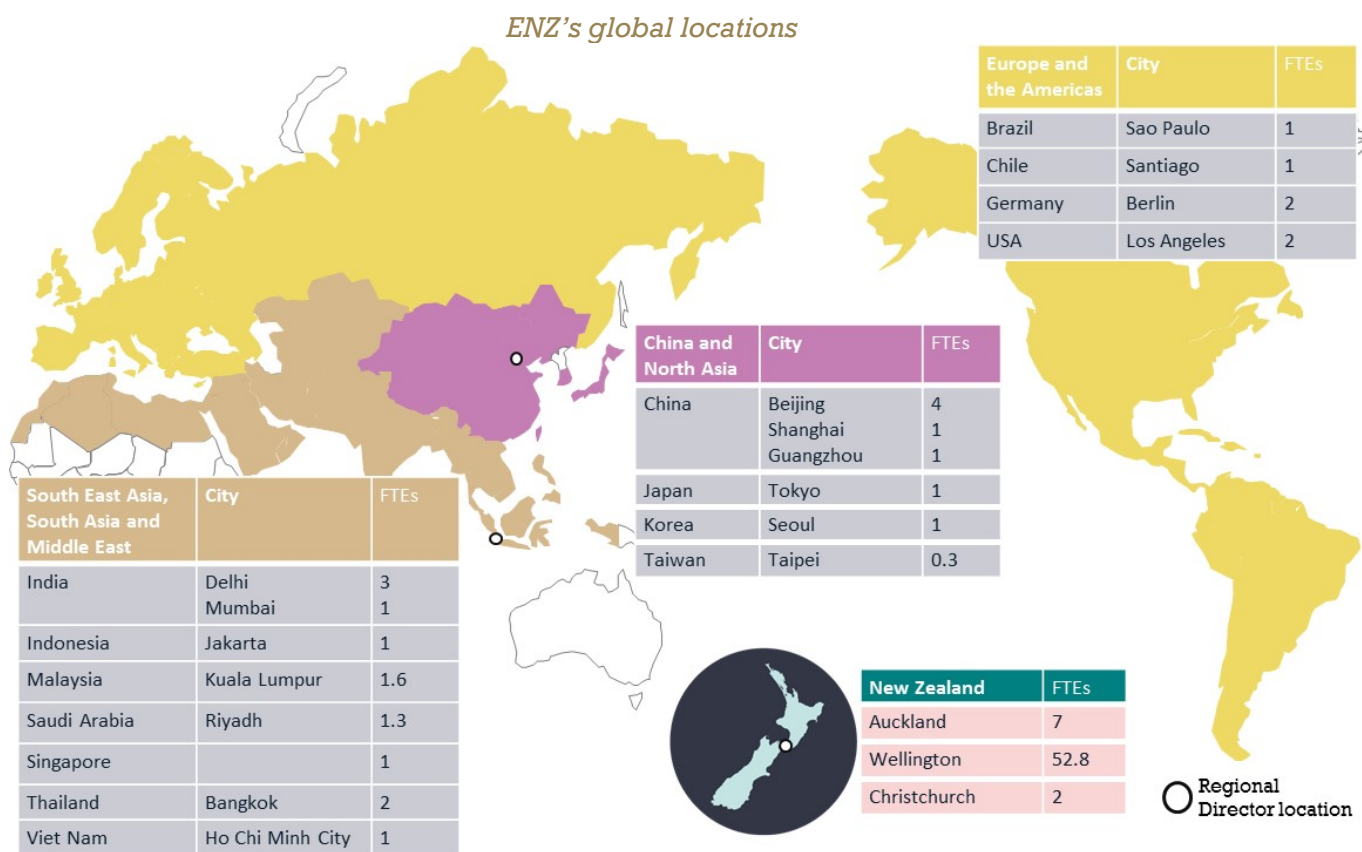 ENZ's global locations
Europe and the Americas City FTEs
Brazil Sao Paulo 1
Chile Santiago 1
Germany Berlin 2
USA Los Angeles 2
China and North Asia City FTEs
China Beijing 4
Shanghai 1
Guangzhou 1
Japan Tokyo 1
Korea Seoul 1
Taiwan Taipei 0.3
South East Asia, South Asia and Middle East City FTEs
India Delhi 3
Mumbai 1
Indonesia Jakarta 1
Malaysia Kuala Lumpur 1.6
Saudi Arabia Riyadh 1.3
Singapore 1
Thailand Bangkok 2
Viet Nam Ho Chi Minh City 1
New Zealand FTEs
Auckland 7
Wellington 52.8
Christchurch 2
Regional
Director location